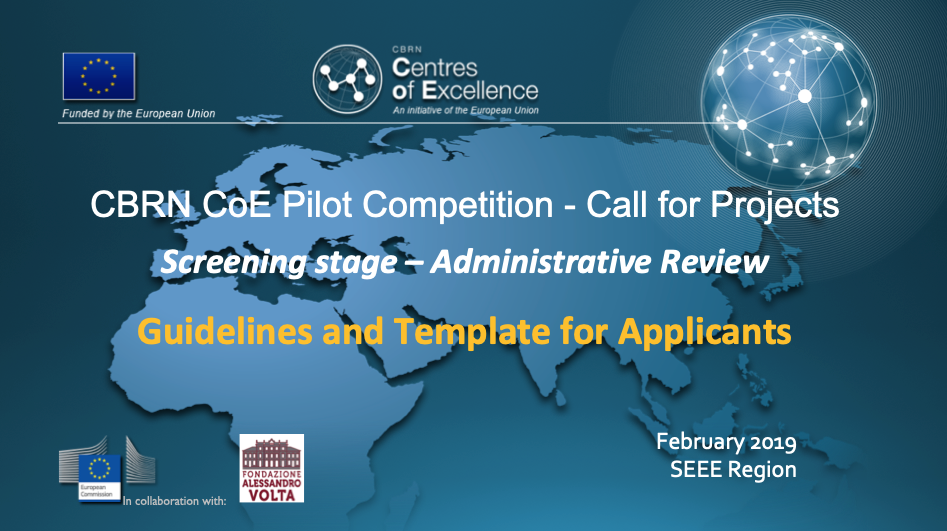 CBRN
Centres
of Excellence
An initiative of the European Union
Funded by the European Union
CBRN CoE Pilot Competition - Call for Projects
Screening stage – Administrative Review
Guidelines and Template for Applicants
February 2019
SEEE Region
European
Commission
In collaboration with:
FONDAZIONE
ALESSANDRO
VOLTA